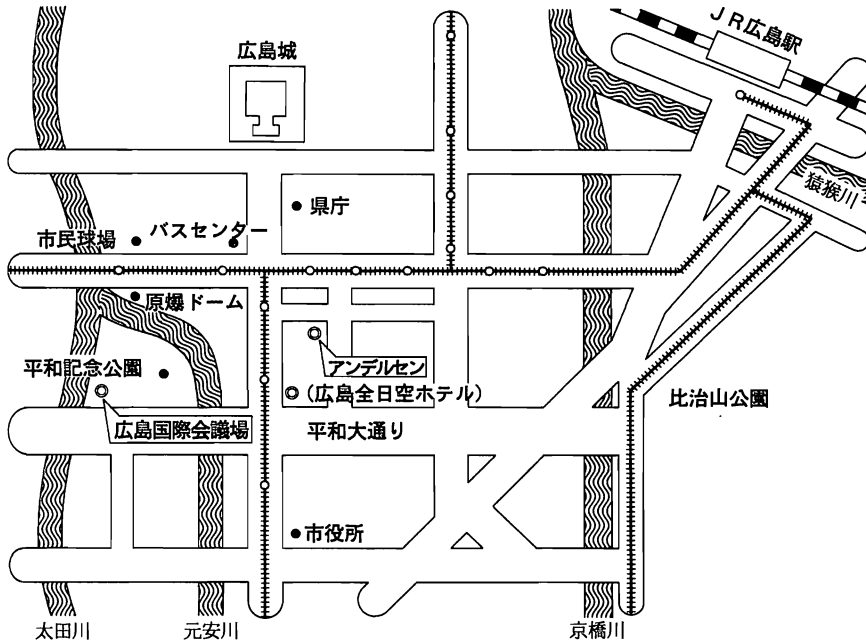 JR広島駅
広島城
猿猴川
県庁
市民球場
バスセンター
原爆ドーム
アンデルセン
平和記念公園
(広島全日空ホテル)
比治山公園
広島国際会議場
平和大通り
市役所
太田川
元安川
京橋川